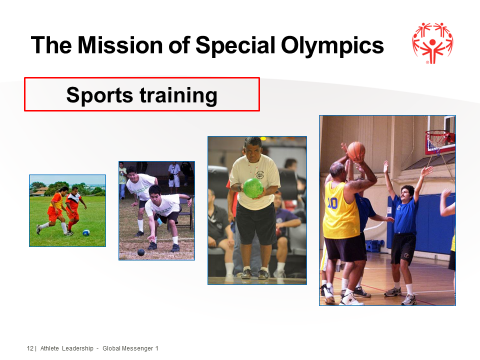 The Mission of Special Olympics
Sports training
12 | Athlete Leadership - Global Messenger 1